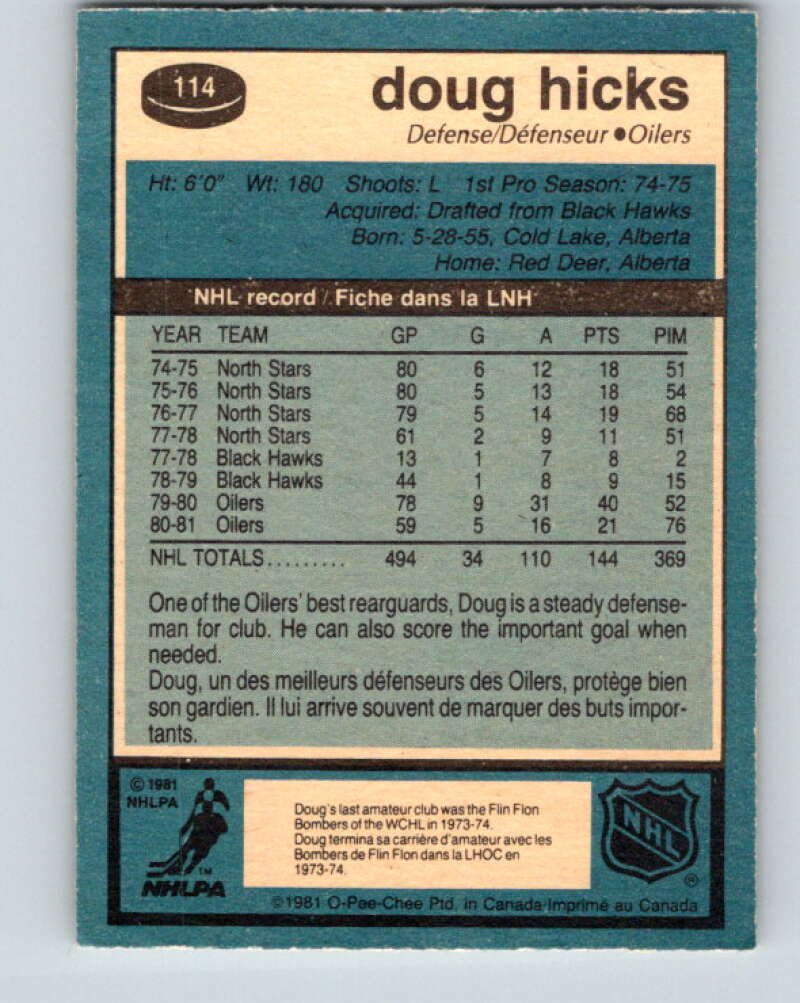 114
doug hicks
Defense/Défenseur ●Oilers
Ht: 6'0" Wt: 180 Shoots: L 1st Pro Season: 74-75
Acquired: Drafted from Black Hawks
Born: 5-28-55, Cold Lake, Alberta
Home: Red Deer, Alberta
NHL record / Fiche dans la LNH
YEAR TEAM GP G A PTS PIM
74-75 North Stars 80 6 12 18 51
75-76 North Stars 80 5 13 18 54
76-77 North Stars 79 5 14 19 68
77-78 North Stars 61 2 9 11 51
77-78 Black Hawks 13 1 7 8 2
78-79 Black Hawks 44 1 8 9 15
79-80 Oilers 78 9 31 40 52
80-81 Oilers 59 5 16 21 76
NHL TOTALS......... 494 34 110 144 369
One of the Oilers' best rearguards, Doug is a steady defense-
man for club. He can also score the important goal when
needed.
Doug, un des meilleurs défenseurs des Oilers, protège bien
son gardien. Il lui arrive souvent de marquer des buts impor-
tants.
© 1981
NHLPA
TM
NHLPA
Doug's last amateur club was the Flin Flon
Bombers of the WCHL in 1973-74.
Doug termina sa carrière d'amateur avec les
Bombers de Flin Flon dans la LHOC en
1973-74.
NHL
®
©1981 O-Pee-Chee Ptd. in Canada Imprimé au Canada